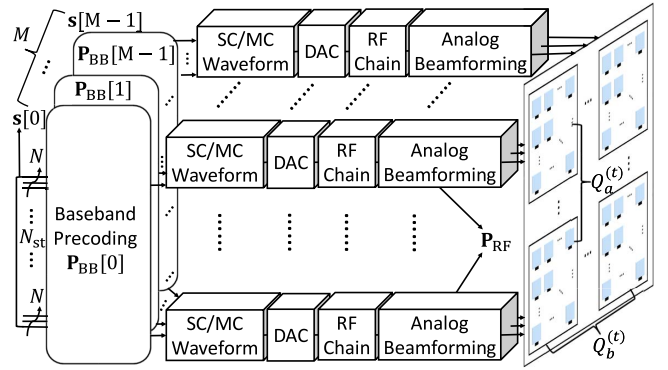 M
s[M−1]
P_BB[M−1]
P_BB[1]
s[0]
N
N_st
N
Baseband
Precoding
P_BB[0]
SC/MC
Waveform
DAC
RF
Chain
Analog
Beamforming
SC/MC
Waveform
DAC
RF
Chain
Analog
Beamforming
P_RF
SC/MC
Waveform
DAC
RF
Chain
Analog
Beamforming
Q_a^(t)
Q_b^(t)